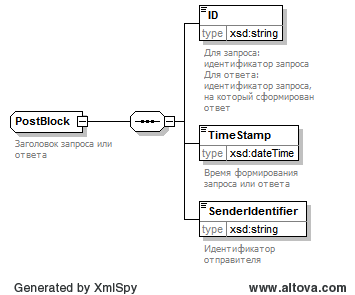 ID
type xsd:string
Для запроса:
идентификатор запроса
Для ответа:
идентификатор запроса,
на который сформирован
ответ
PostBlock
Заголовок запроса или
ответа
TimeStamp
type xsd:dateTime
Время формирования
запроса или ответа
SenderIdentifier
type xsd:string
Идентификатор
отправителя
Generated by XmlSpy
www.altova.com